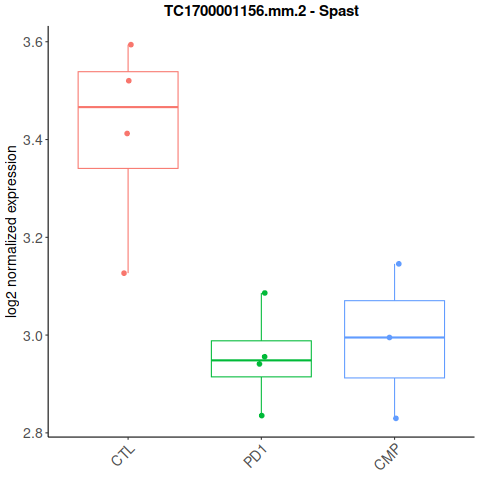 TC1700001156.mm.2 - Spast
log2 normalized expression
3.6
3.4
3.2
3.0
2.8
CTL
PD1
CMP